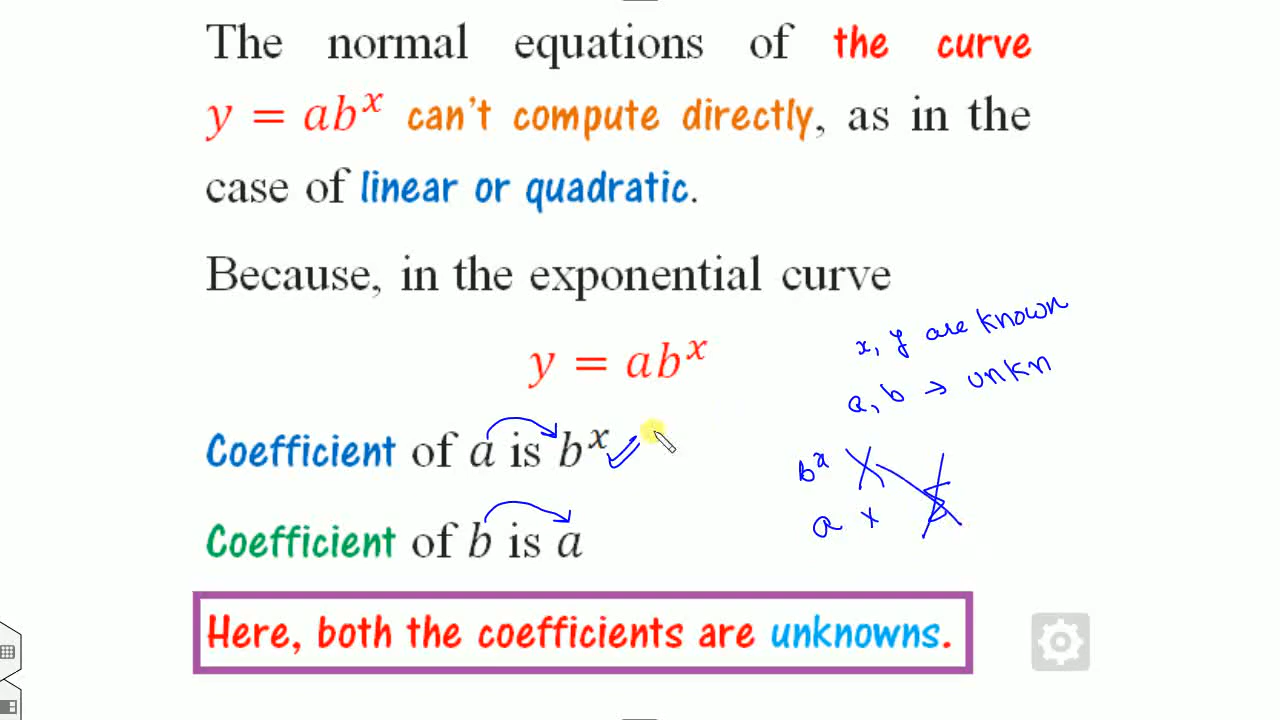 The normal equations of the curve
y = ab^x can't compute directly, as in the
case of linear or quadratic.
Because, in the exponential curve
y = ab^x
x, y are known
a, b → unkn
Coefficient of a is b^x
b^x
a x
Coefficient of b is a
Here, both the coefficients are unknowns.